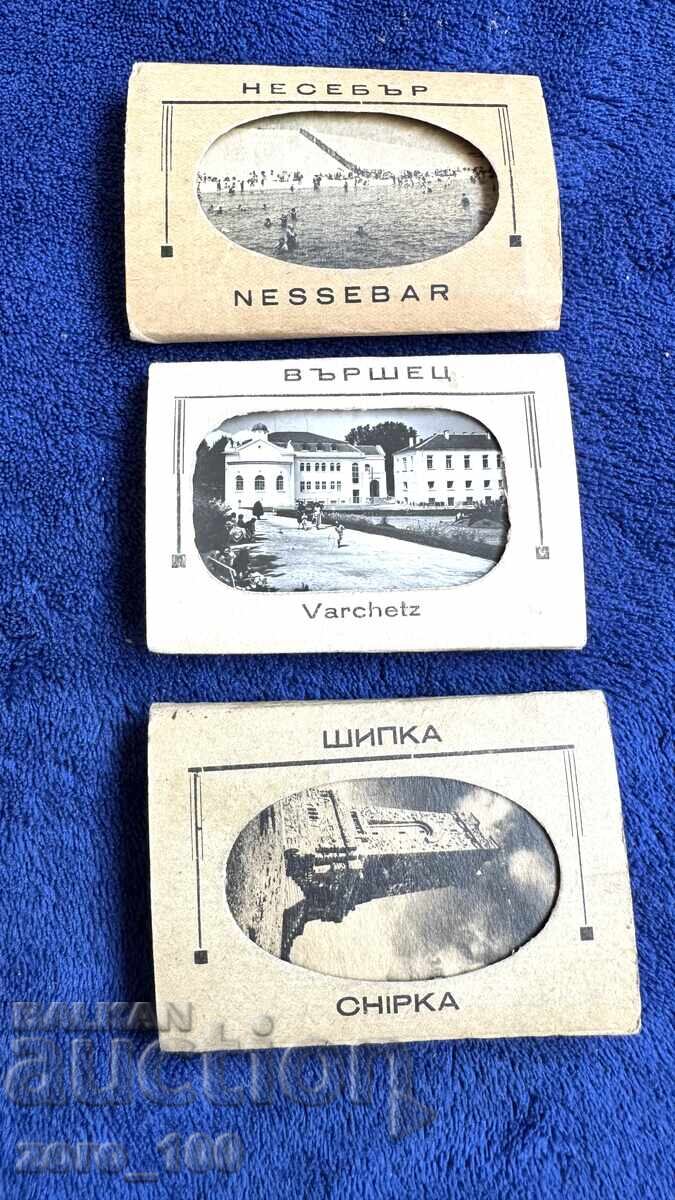 НЕСЕБЪР
NESSEBAR
ВЪРШЕЦ
Varchetz
ШИПКА
CHIPKA
BALKAN
auction
zoro_100